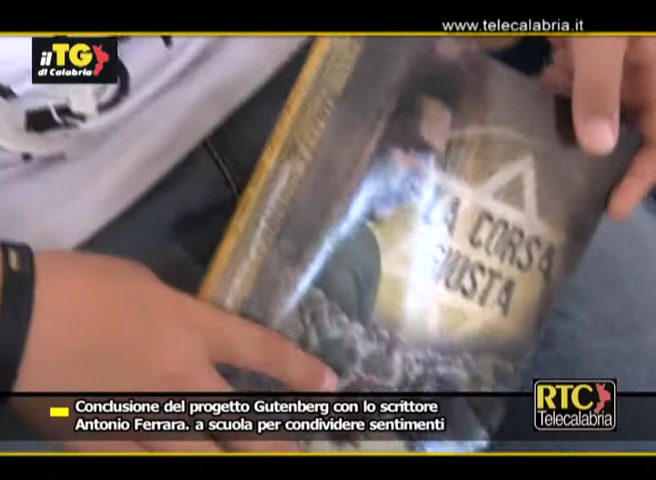 www.telecalabria.it
il TG
di Calabria
LA CORSA
GIUSTA
Conclusione del progetto Gutenberg con lo scrittore
Antonio Ferrara. a scuola per condividere sentimenti
RTC
Telecalabria